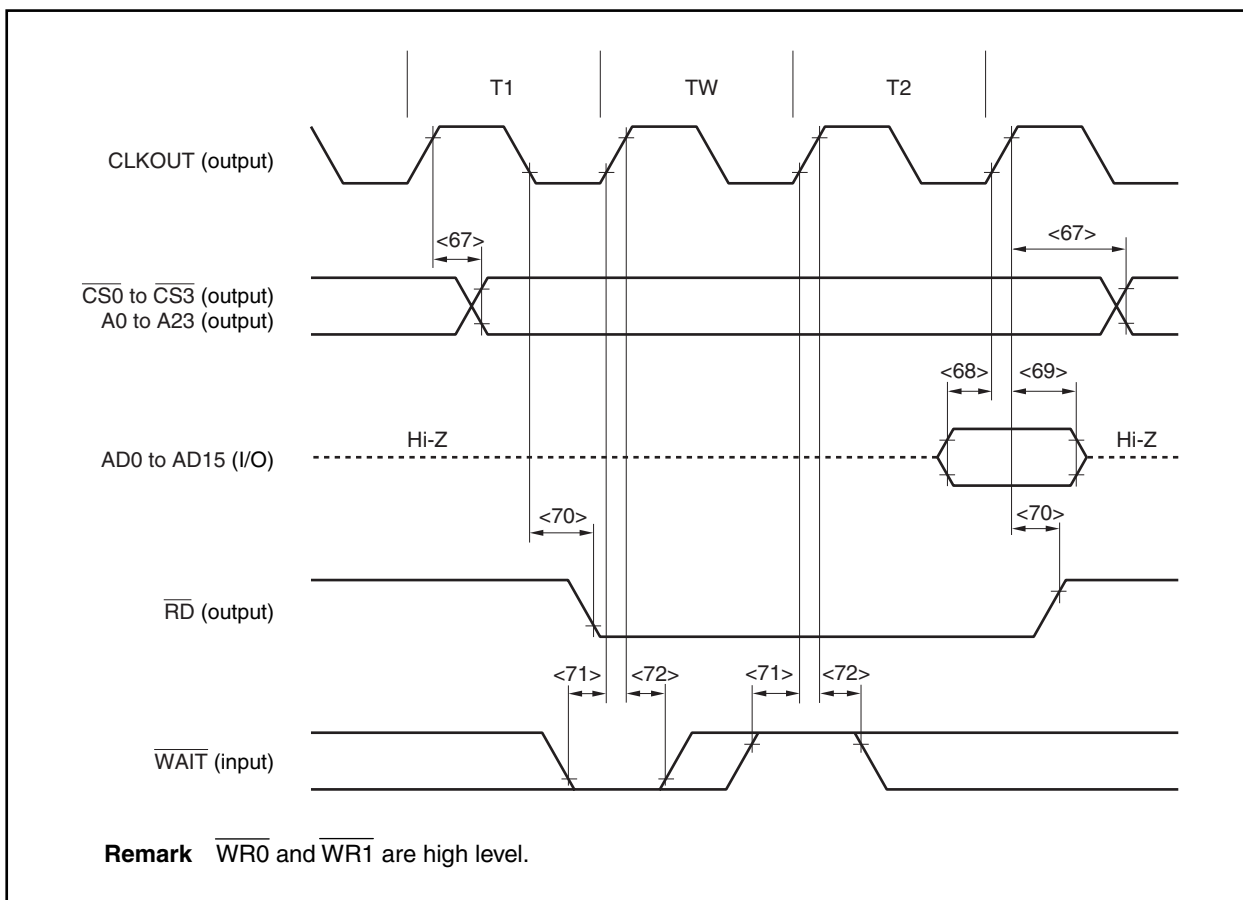 T1 TW T2
CLKOUT (output)
<67> <67>
CS0 to CS3 (output)
A0 to A23 (output)
<68> <69>
Hi-Z Hi-Z
AD0 to AD15 (I/O)
<70> <70>
RD (output)
<71> <72> <71> <72>
WAIT (input)
Remark WR0 and WR1 are high level.